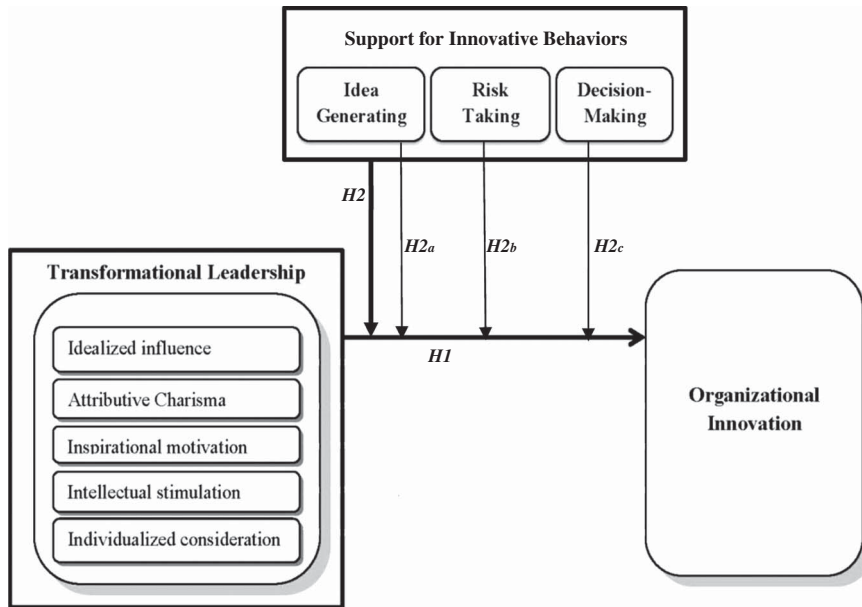 Support for Innovative Behaviors
Idea
Generating
Risk
Taking
Decision-
Making
H2
H2a
H2b
H2c
Transformational Leadership
Idealized influence
Attributive Charisma
Inspirational motivation
Intellectual stimulation
Individualized consideration
H1
Organizational
Innovation